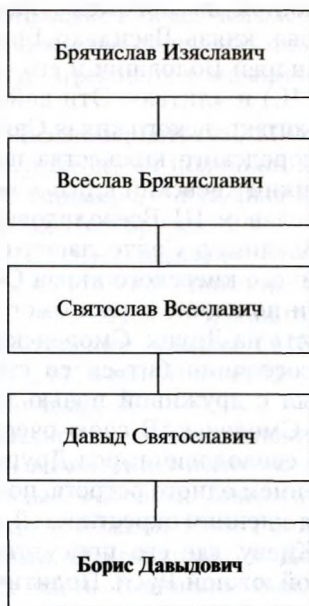 Брячислав Изяславич
Всеслав Брячиславич
Святослав Всеславич
Давыд Святославич
Борис Давыдович